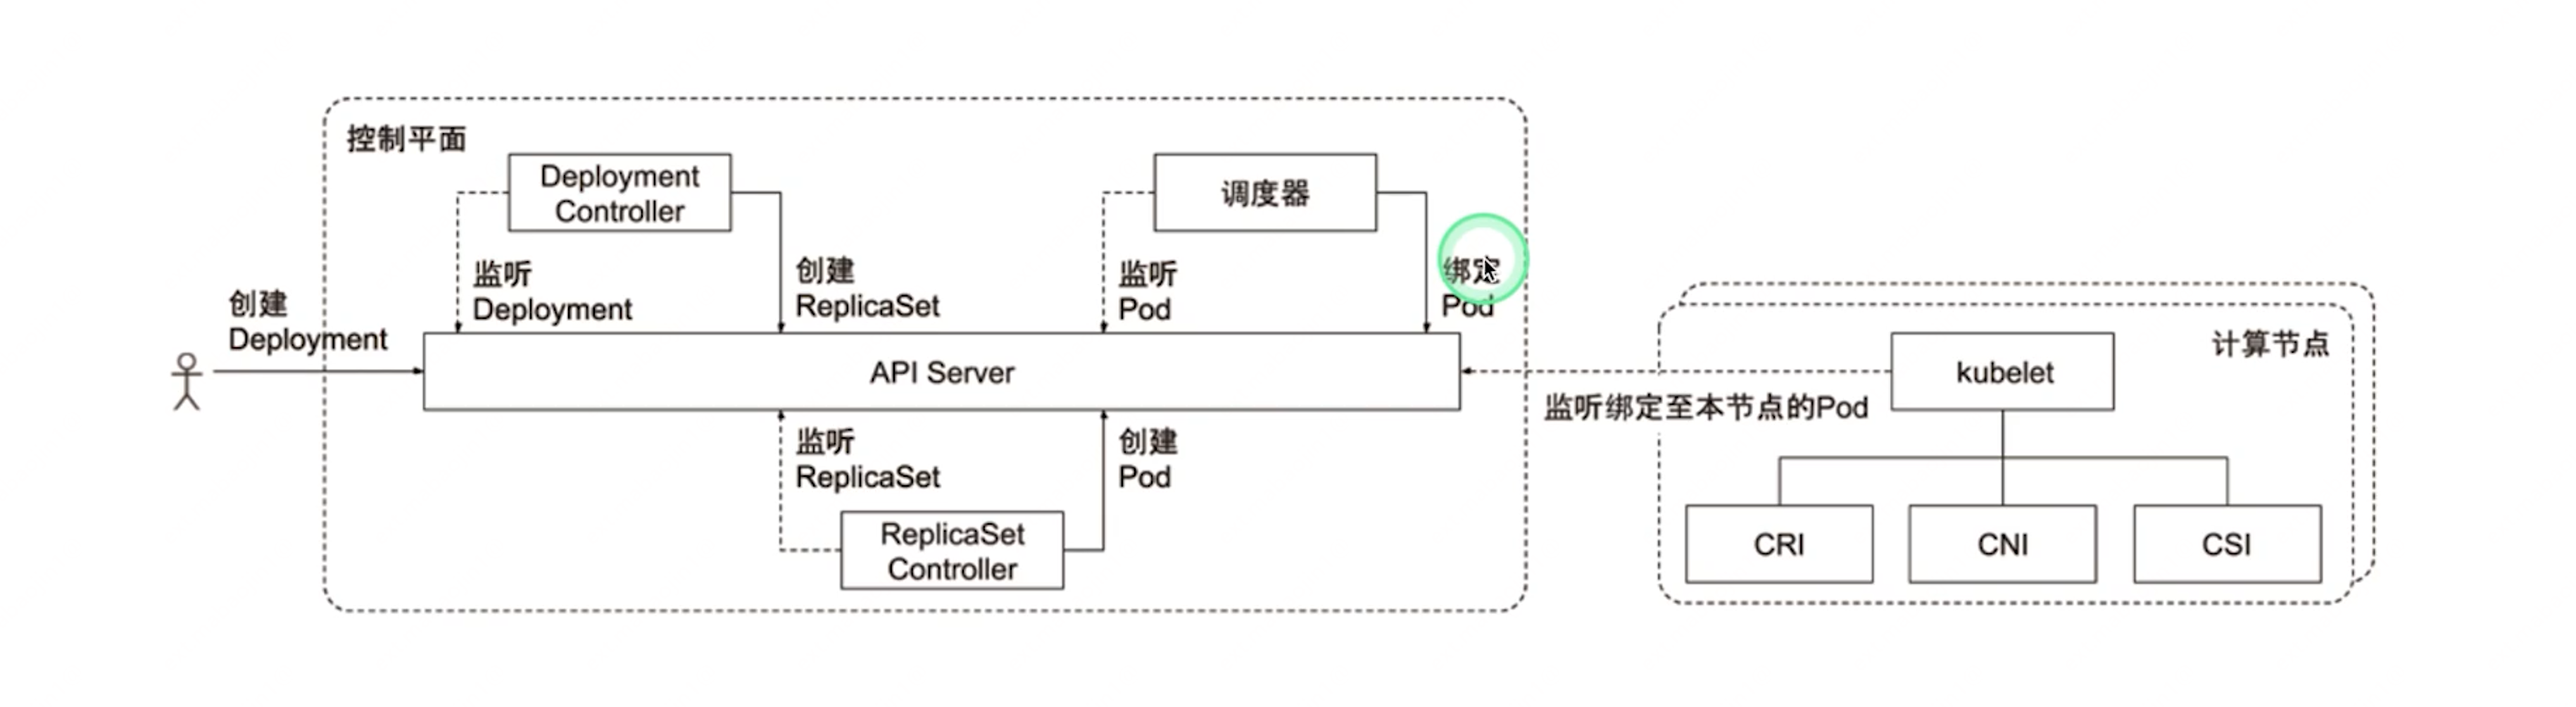 控制平面
Deployment
Controller
调度器
监听
Deployment
创建
ReplicaSet
监听
Pod
绑定
Pod
创建
Deployment
API Server
kubelet
计算节点
监听绑定至本节点的Pod
监听
ReplicaSet
创建
Pod
ReplicaSet
Controller
CRI
CNI
CSI